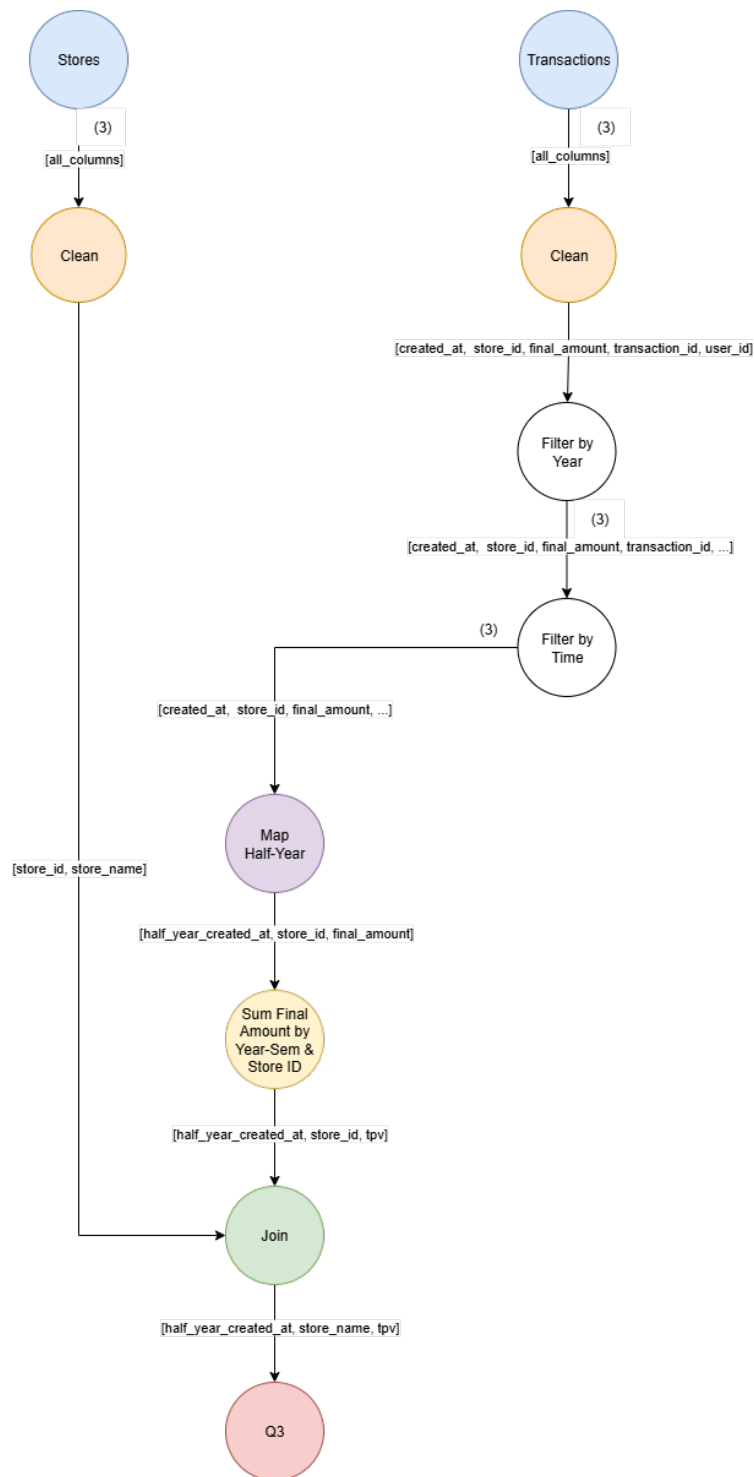 Stores
Transactions
(3)
(3)
[all_columns]
[all_columns]
Clean
Clean
[created_at,  store_id, final_amount, transaction_id, user_id]
Filter by
Year
(3)
[created_at,  store_id, final_amount, transaction_id, ...]
(3)
Filter by
Time
[created_at,  store_id, final_amount, ...]
Map
Half-Year
[store_id, store_name]
[half_year_created_at, store_id, final_amount]
Sum Final
Amount by
Year-Sem &
Store ID
[half_year_created_at, store_id, tpv]
Join
[half_year_created_at, store_name, tpv]
Q3